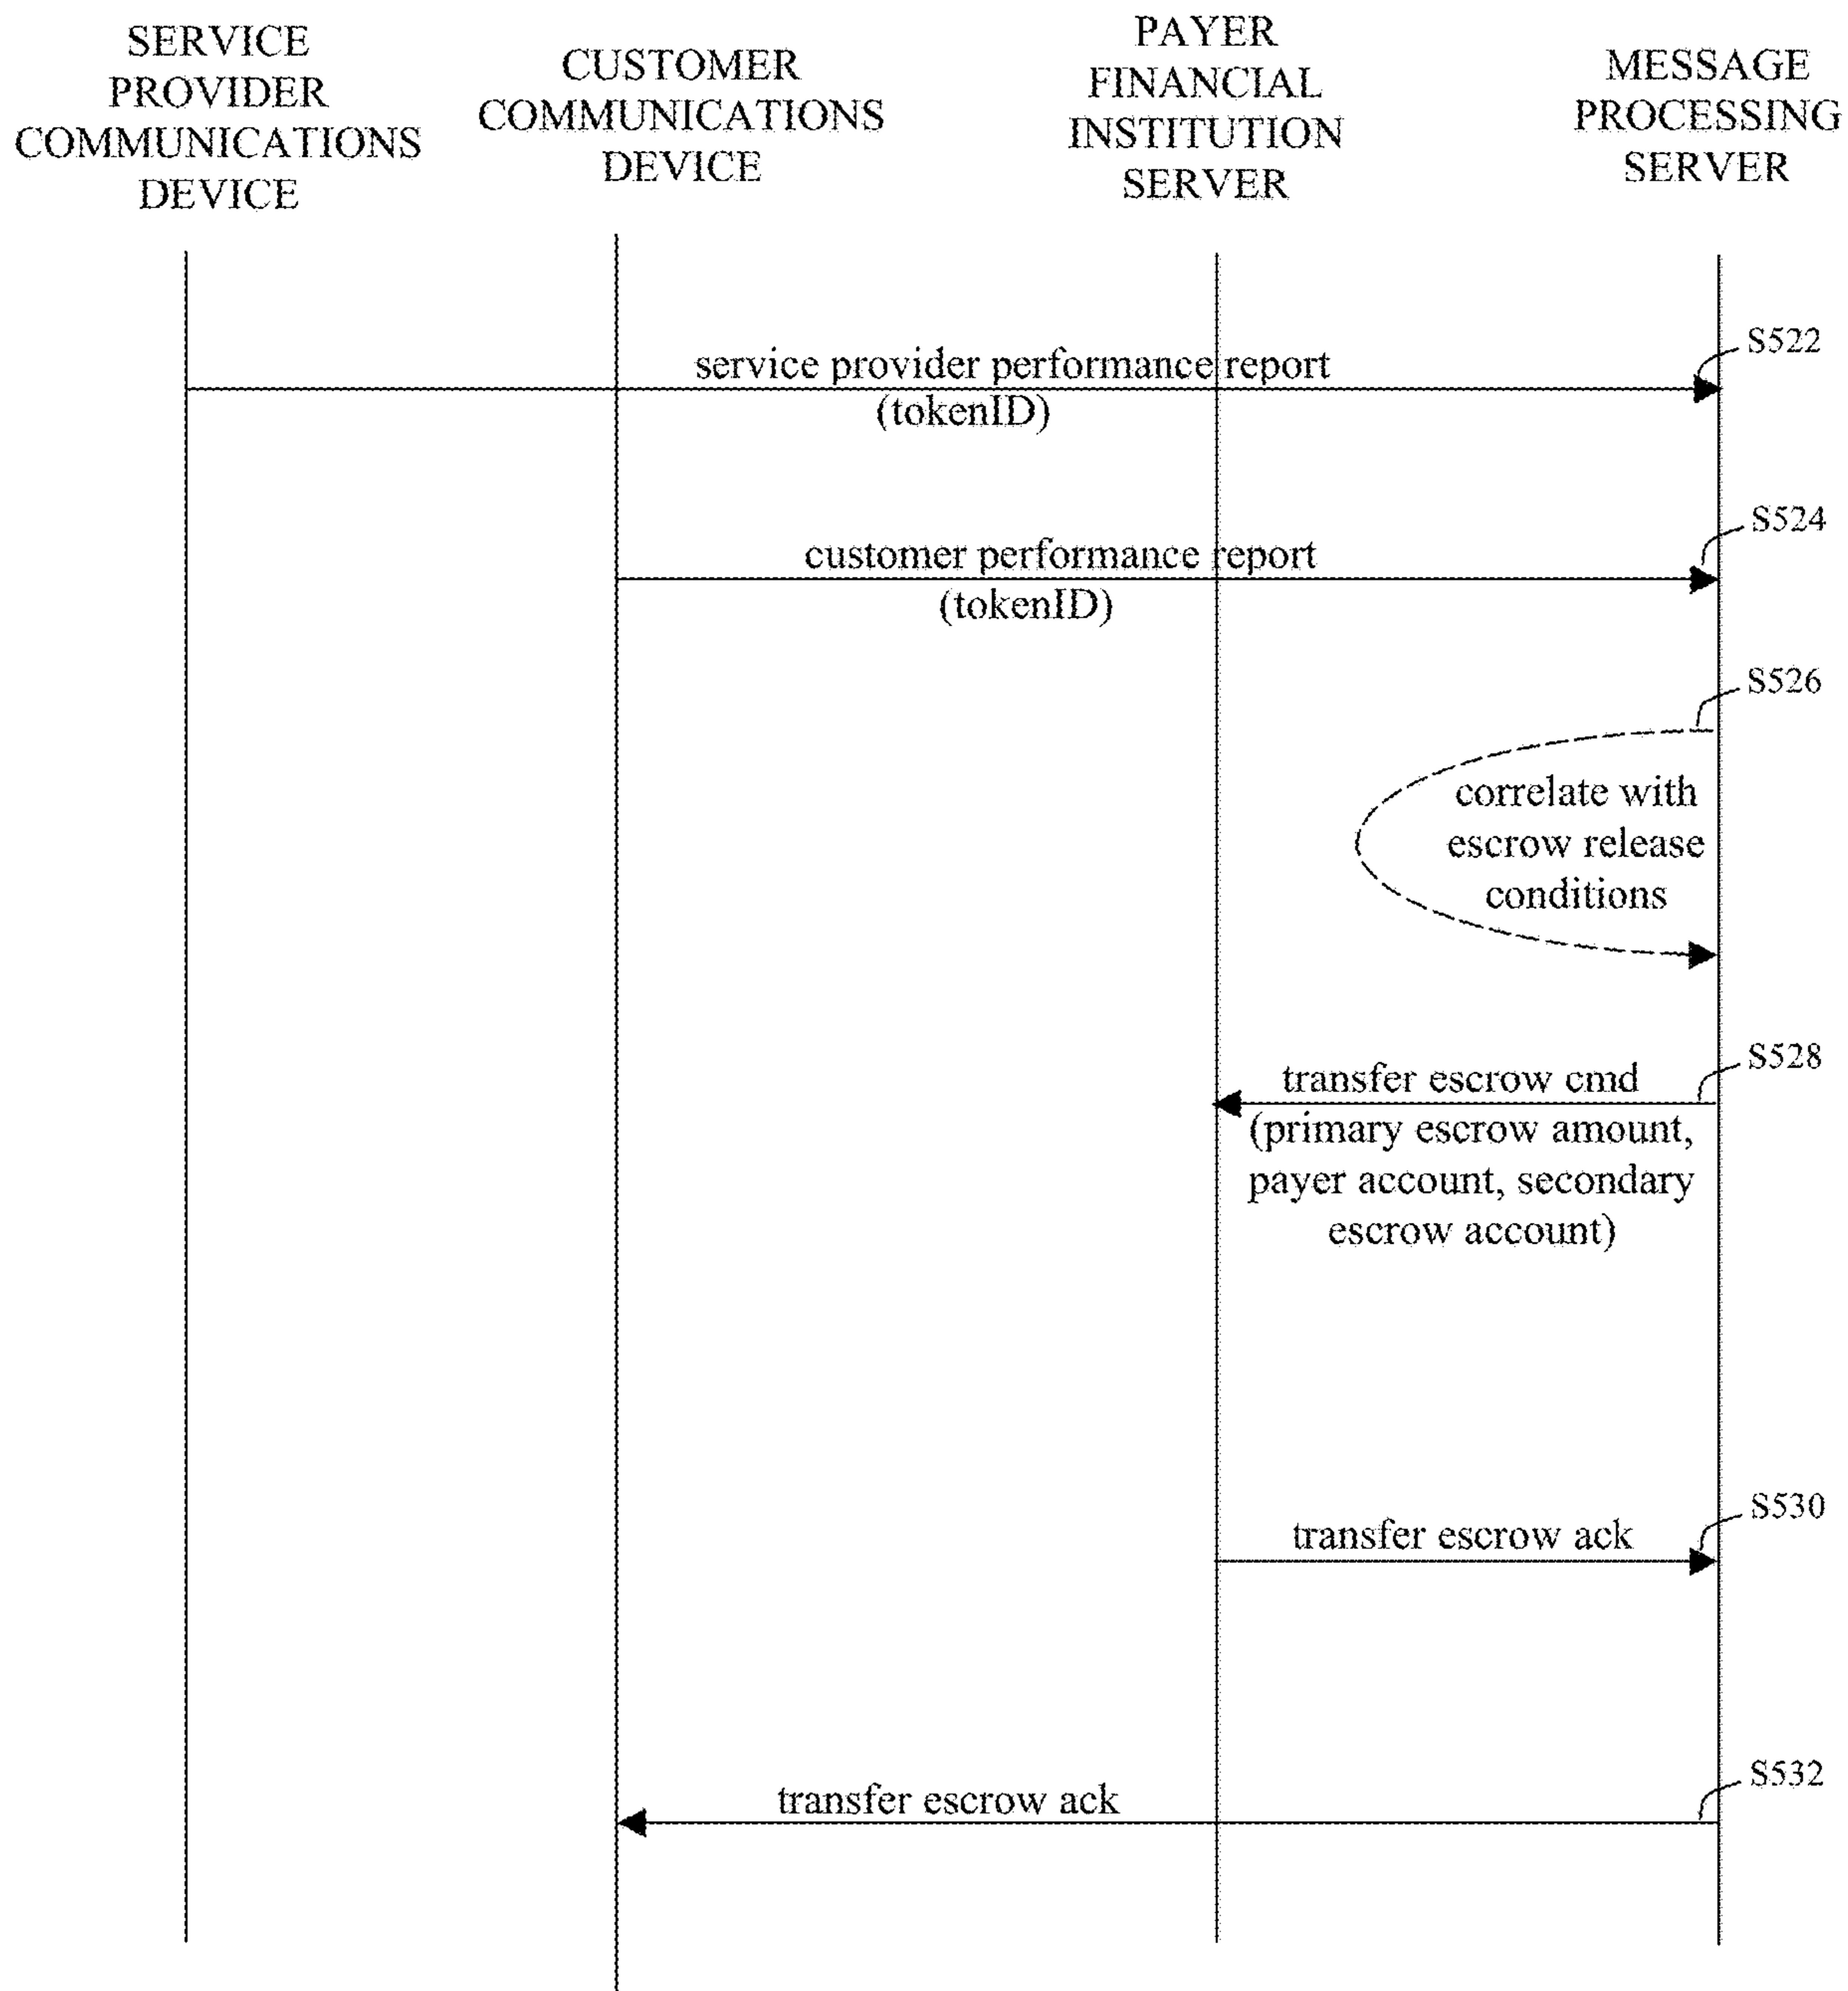 SERVICE
PROVIDER
COMMUNICATIONS
DEVICE
CUSTOMER
COMMUNICATIONS
DEVICE
PAYER
FINANCIAL
INSTITUTION
SERVER
MESSAGE
PROCESSING
SERVER
S522
service provider performance report
(tokenID)
S524
customer performance report
(tokenID)
S526
correlate with
escrow release
conditions
S528
transfer escrow cmd
(primary escrow amount,
payer account, secondary
escrow account)
S530
transfer escrow ack
S532
transfer escrow ack